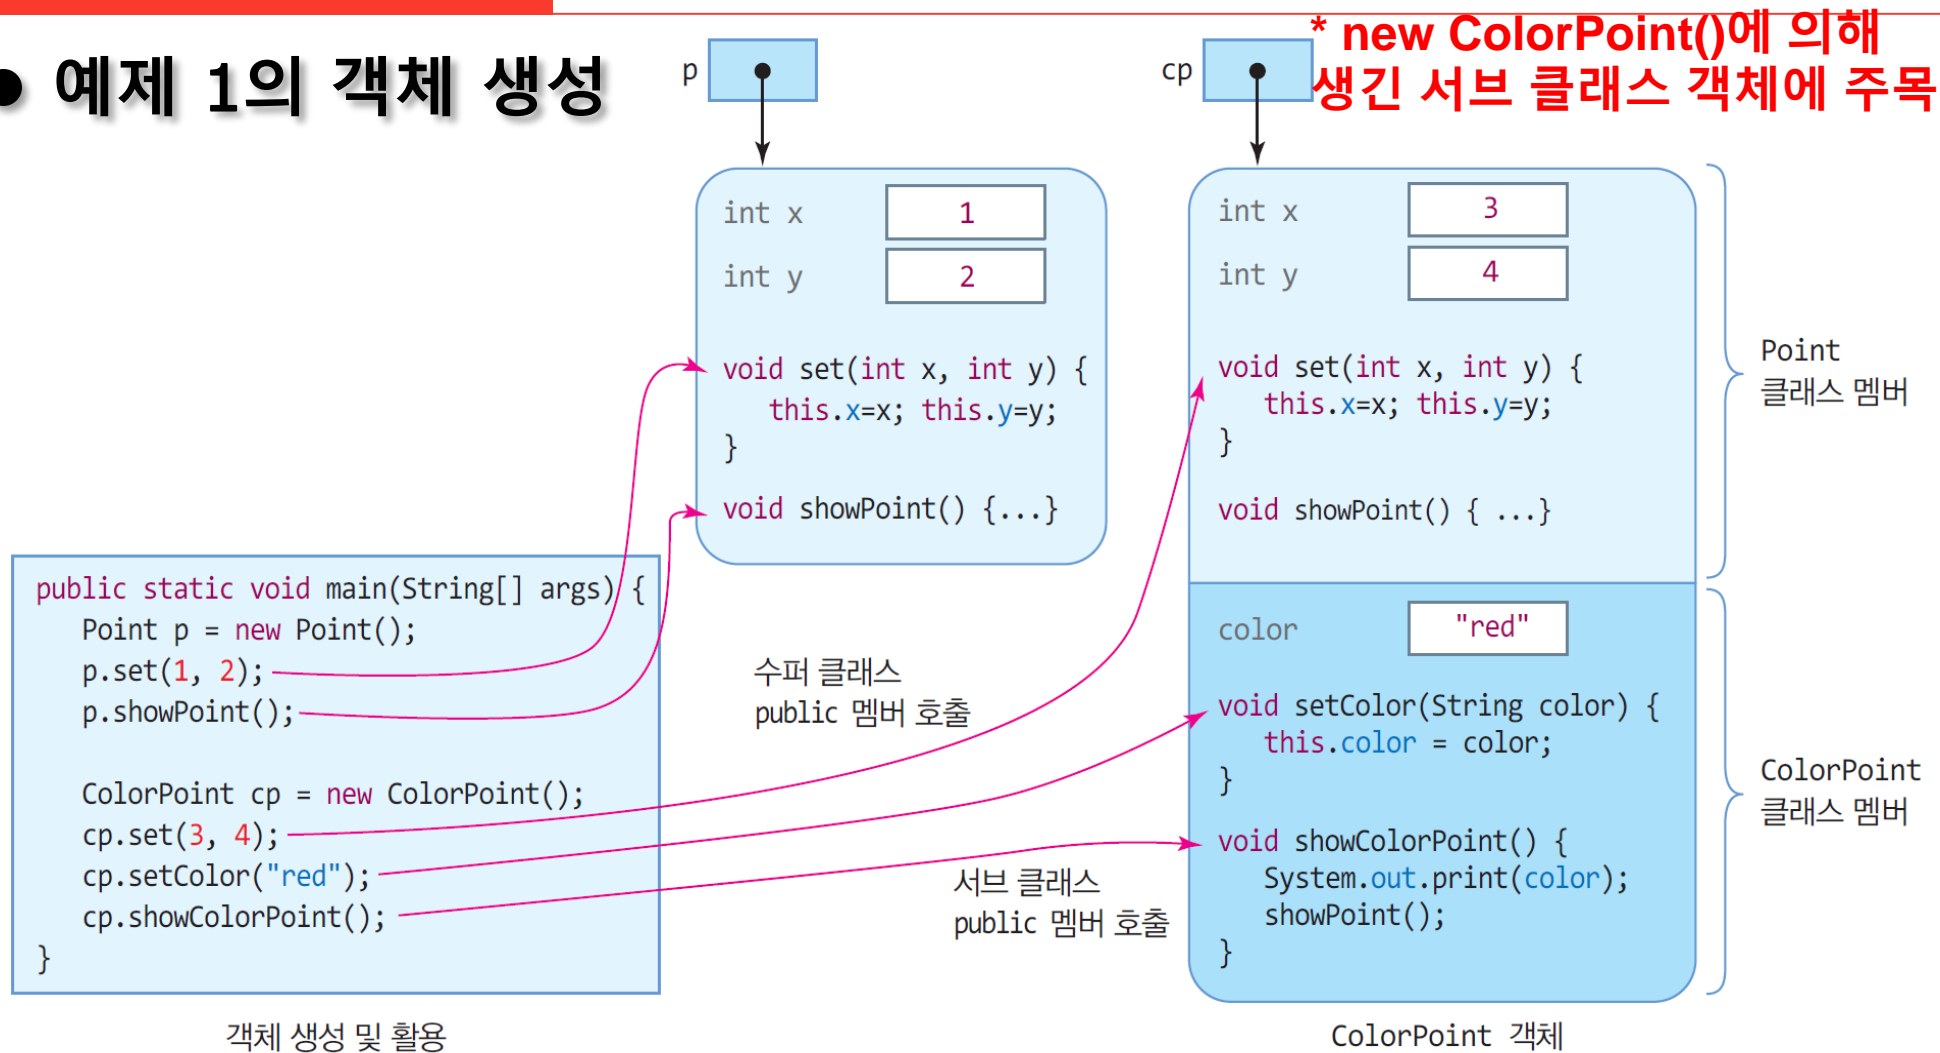 ● 예제 1의 객체 생성
* new ColorPoint()에 의해
생긴 서브 클래스 객체에 주목
p
cp
int x 1
int y 2
void set(int x, int y) {
this.x=x; this.y=y;
}
void showPoint() {...}
int x 3
int y 4
void set(int x, int y) {
this.x=x; this.y=y;
}
void showPoint() { ...}
Point
클래스 멤버
color "red"
void setColor(String color) {
this.color = color;
}
void showColorPoint() {
System.out.print(color);
showPoint();
}
ColorPoint
클래스 멤버
public static void main(String[] args) {
Point p = new Point();
p.set(1, 2);
p.showPoint();
ColorPoint cp = new ColorPoint();
cp.set(3, 4);
cp.setColor("red");
cp.showColorPoint();
}
수퍼 클래스
public 멤버 호출
서브 클래스
public 멤버 호출
객체 생성 및 활용
ColorPoint 객체